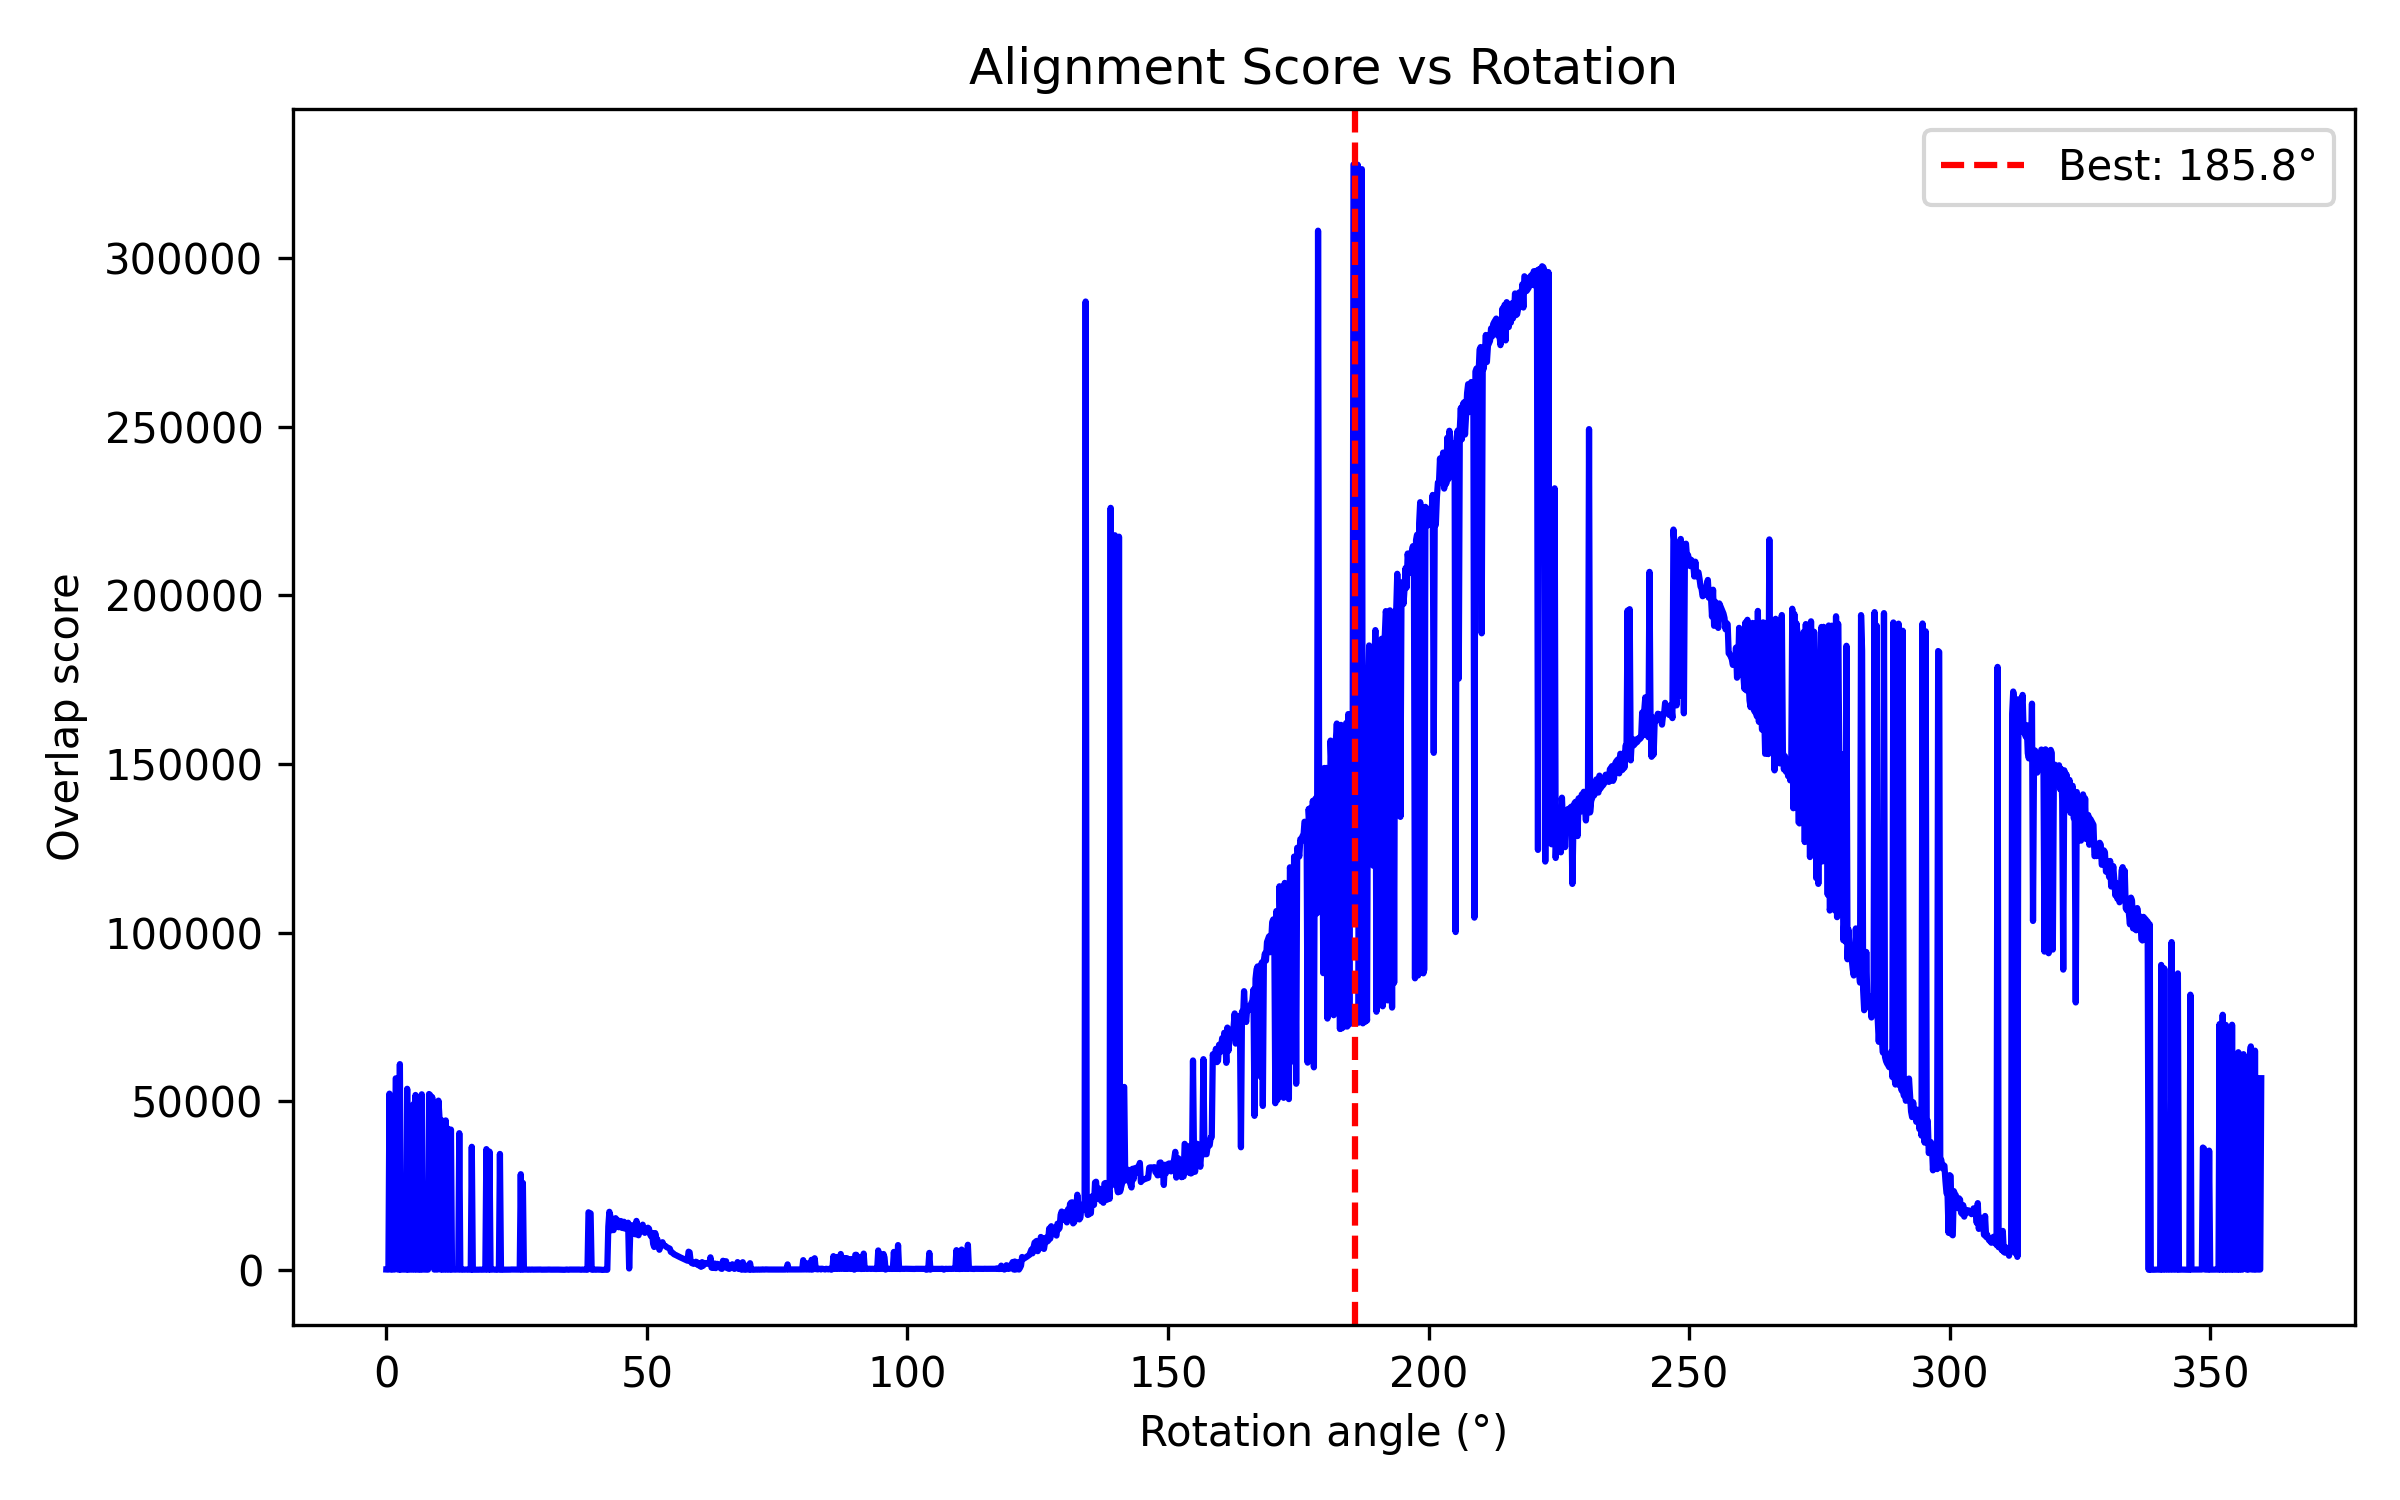 Alignment Score vs Rotation
Best: 185.8°
Overlap score
300000
250000
200000
150000
100000
50000
0
0 50 100 150 200 250 300 350
Rotation angle (°)